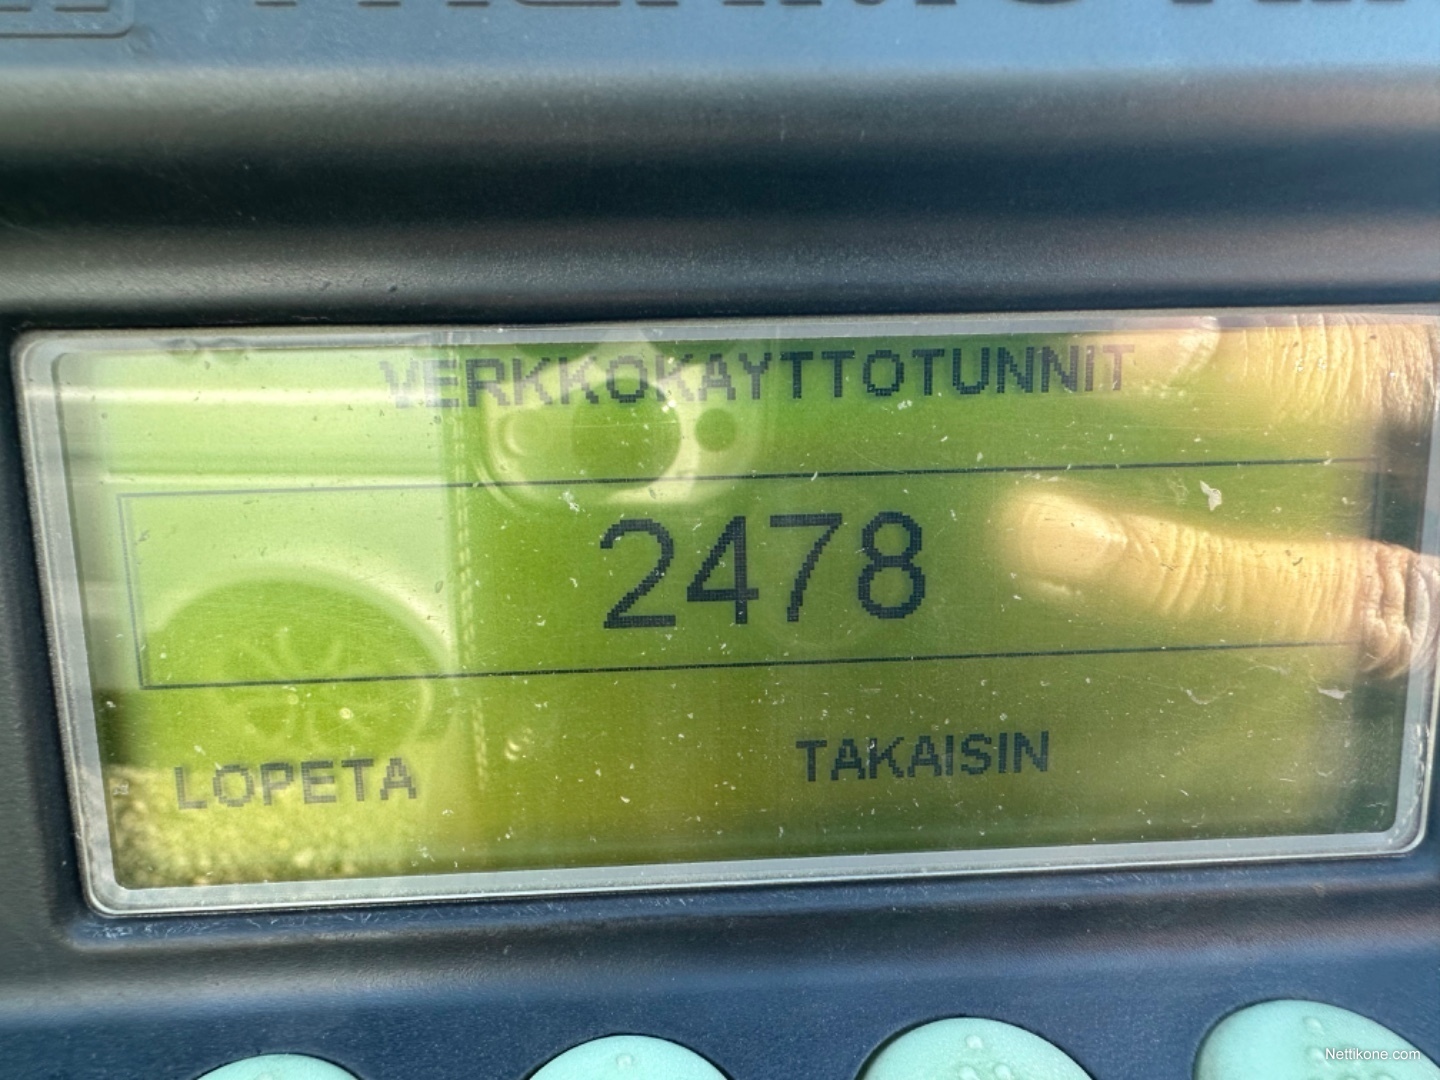 VERKKOKAYTTOTUNNIT
2478
LOPETA
TAKAISIN
Nettikone.com